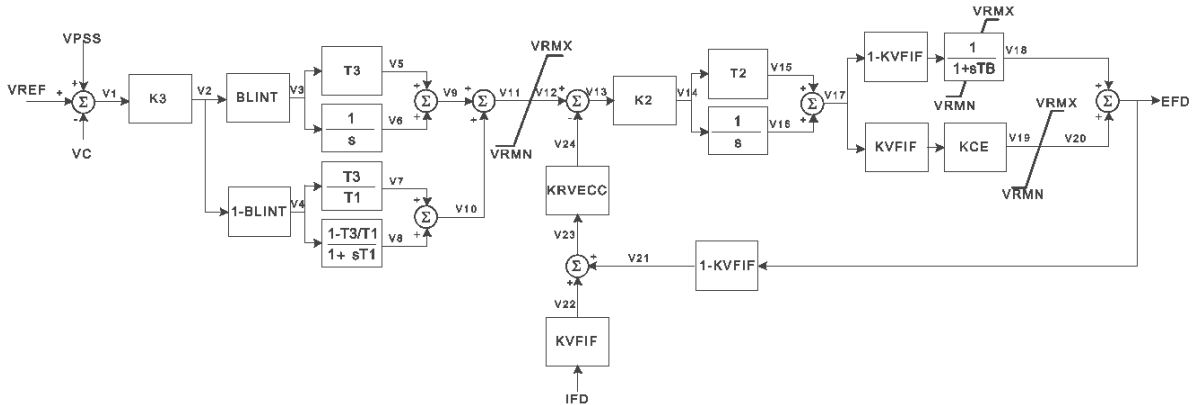 VPSS
VREF
VC
V1
K3
V2
BLINT
V3
T3
V5
1
s
V6
V9
1-BLINT
V4
T3
T1
V7
1-T3/T1
1+ sT1
V8
V10
V11
VRMX
VRMN
V12
V13
V24
K2
V14
T2
V15
1
s
V16
V17
1-KVFIF
VRMX
1
1+sTB
VRMN
V18
KVFIF
KCE
V19
VRMX
VRMN
V20
EFD
KRVECC
V23
V21
1-KVFIF
V22
KVFIF
IFD
Σ
Σ
Σ
Σ
Σ
Σ
Σ
Σ